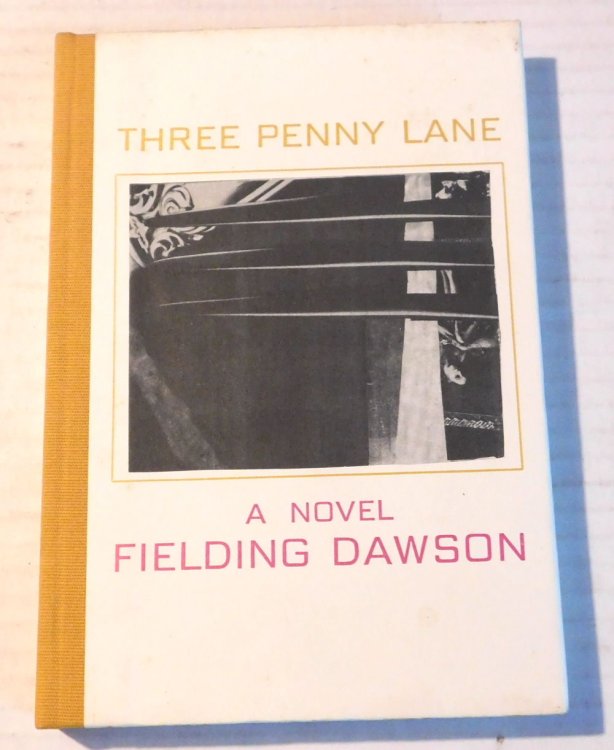 THREE PENNY LANE
A NOVEL
FIELDING DAWSON